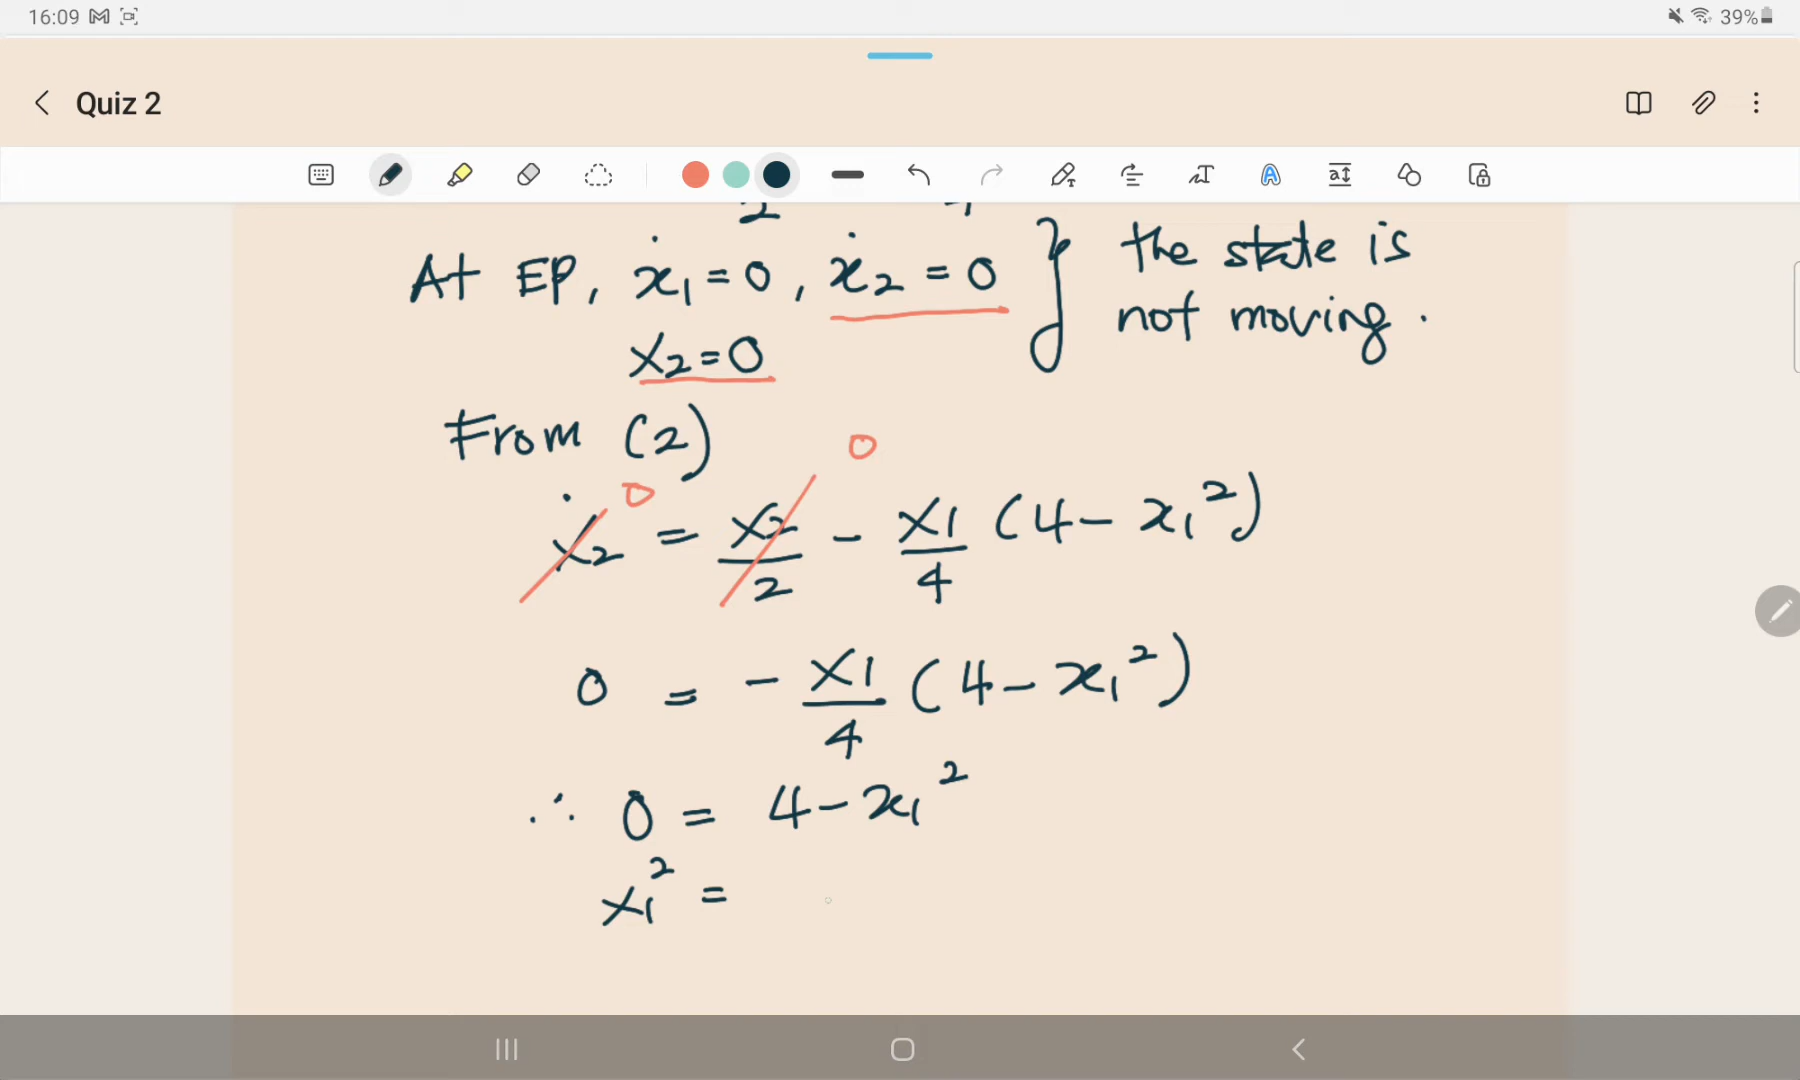 16:09 39%
Quiz 2
At EP, ẋ₁ = 0, ẋ₂ = 0 } the state is
x₂ = 0 not moving.
From (2)
0 0
ẋ₂ = x₂/2 - x₁/4 (4 - x₁²)
0 = - x₁/4 (4 - x₁²)
∴ 0 = 4 - x₁²
x₁² =